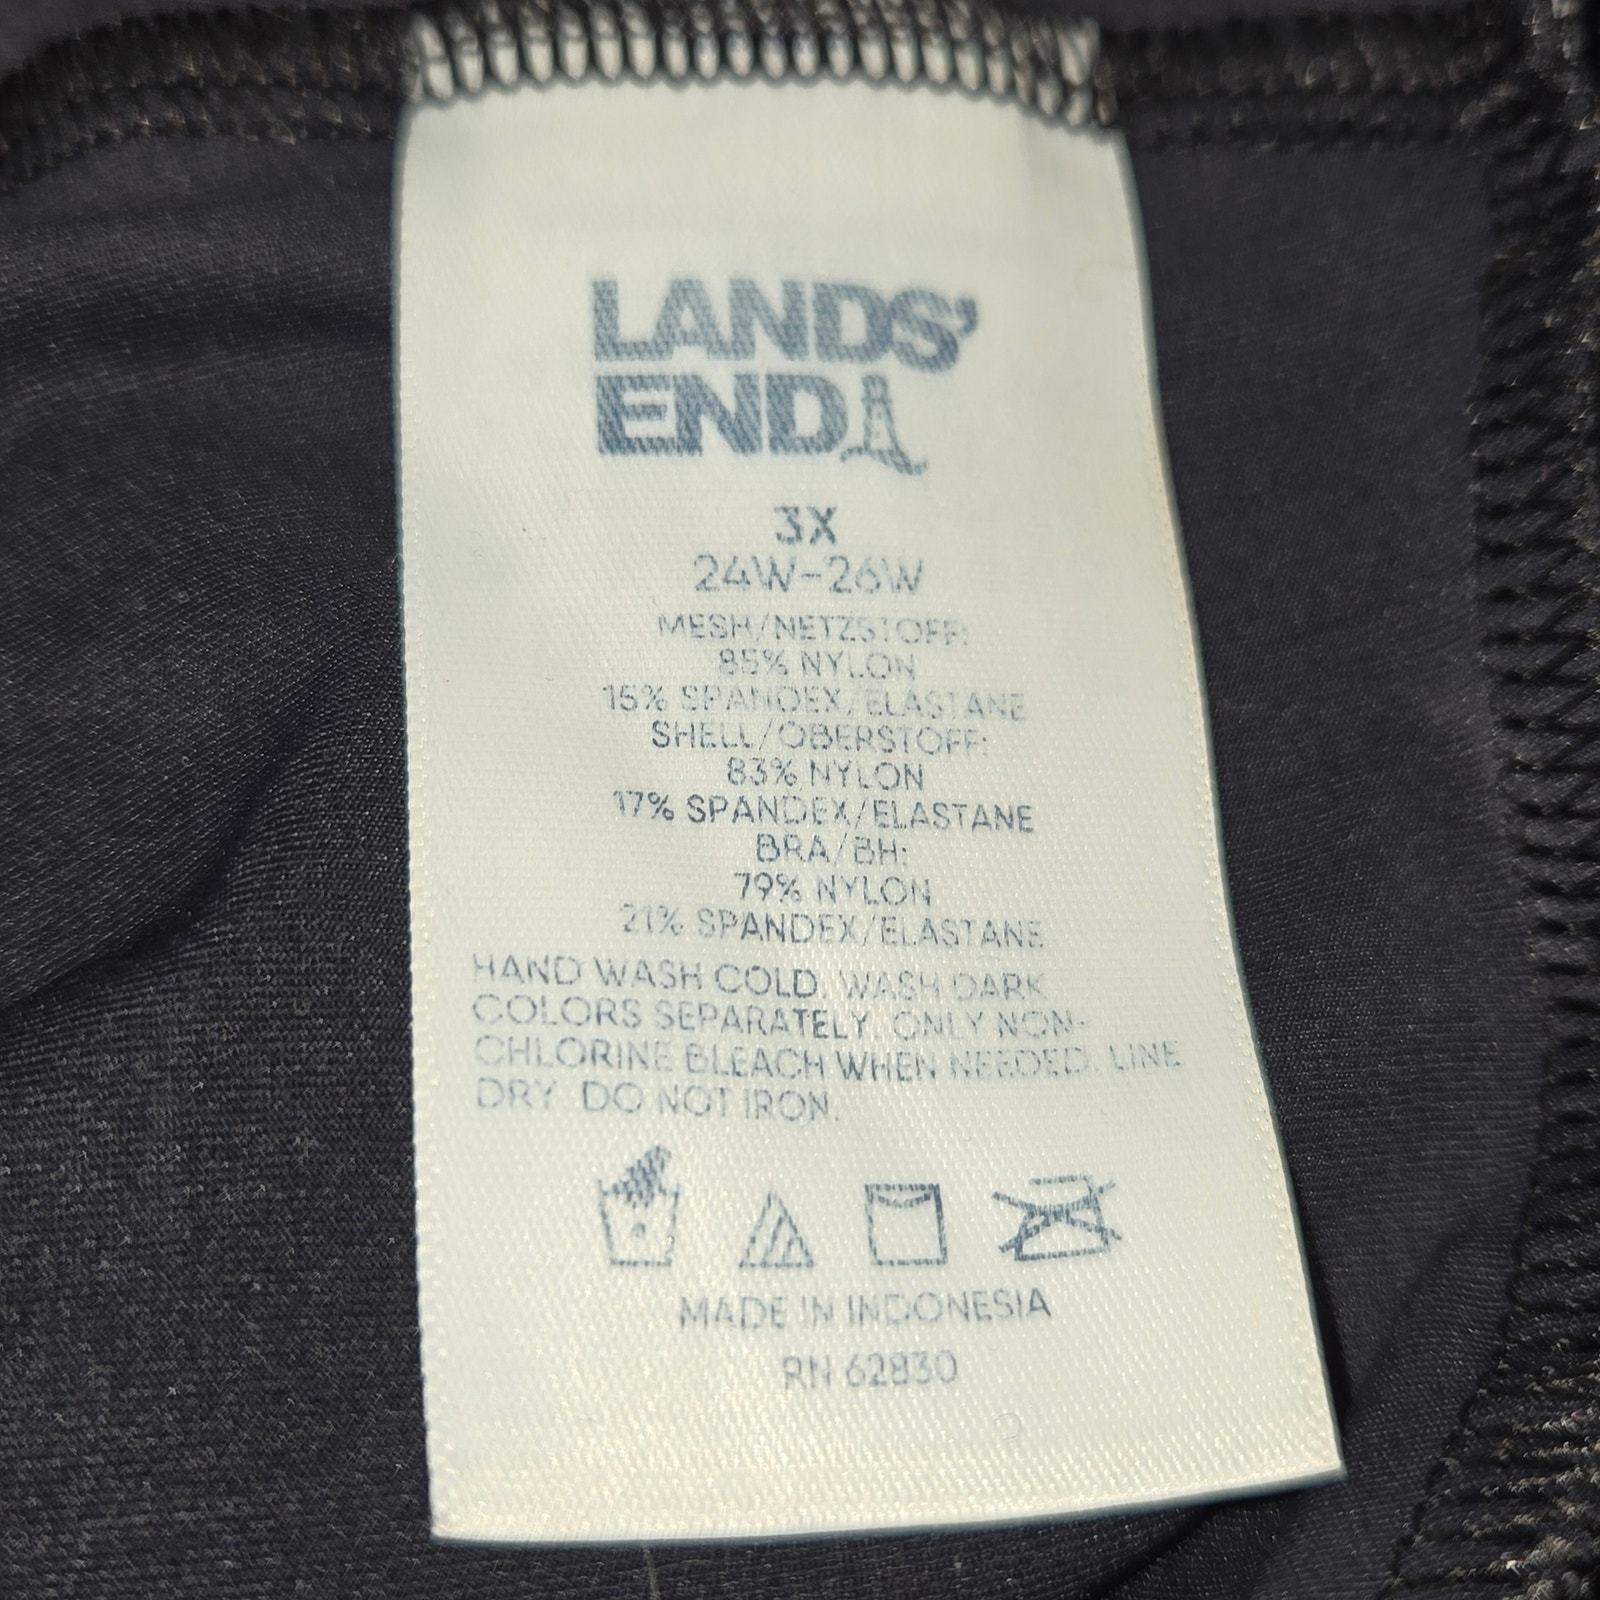 LANDS'
END
3X
24W-26W
MESH/NETZSTOFF:
85% NYLON
15% SPANDEX/ELASTANE
SHELL/OBERSTOFF:
83% NYLON
17% SPANDEX/ELASTANE
BRA/BH:
79% NYLON
21% SPANDEX/ELASTANE
HAND WASH COLD. WASH DARK
COLORS SEPARATELY. ONLY NON-
CHLORINE BLEACH WHEN NEEDED. LINE
DRY. DO NOT IRON.
MADE IN INDONESIA
RN 62830